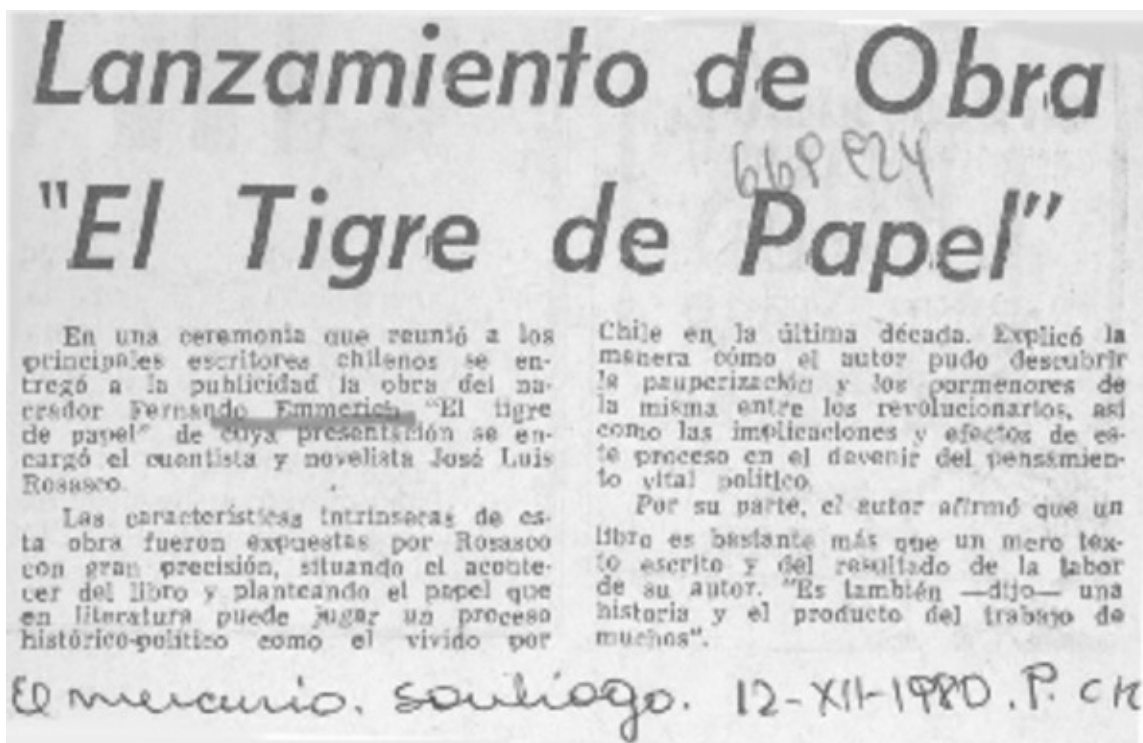 Lanzamiento de Obra
"El Tigre de Papel"
En una ceremonia que reunió a los
principales escritores chilenos se en-
tregó a la publicidad la obra del na-
rrador Fernando Emmerich "El tigre
de papel" de cuya presentación se en-
cargó el cuentista y novelista José Luis
Rosasco.
Las características intrínsecas de es-
ta obra fueron expuestas por Rosasco
con gran precisión, situando el aconte-
cer del libro y planteando el papel que
en literatura puede jugar un proceso
histórico-político como el vivido por
Chile en la última década. Explicó la
manera cómo el autor pudo descubrir
la pauperización y los pormenores de
la misma entre los revolucionarios, así
como las implicaciones y efectos de es-
te proceso en el devenir del pensamien-
to vital político.
Por su parte, el autor afirmó que un
libro es bastante más que un mero tex-
to escrito y del resultado de la labor
de su autor. "Es también —dijo— una
historia y el producto del trabajo de
muchos".
El mercurio. Santiago. 12-XII-1980. P.